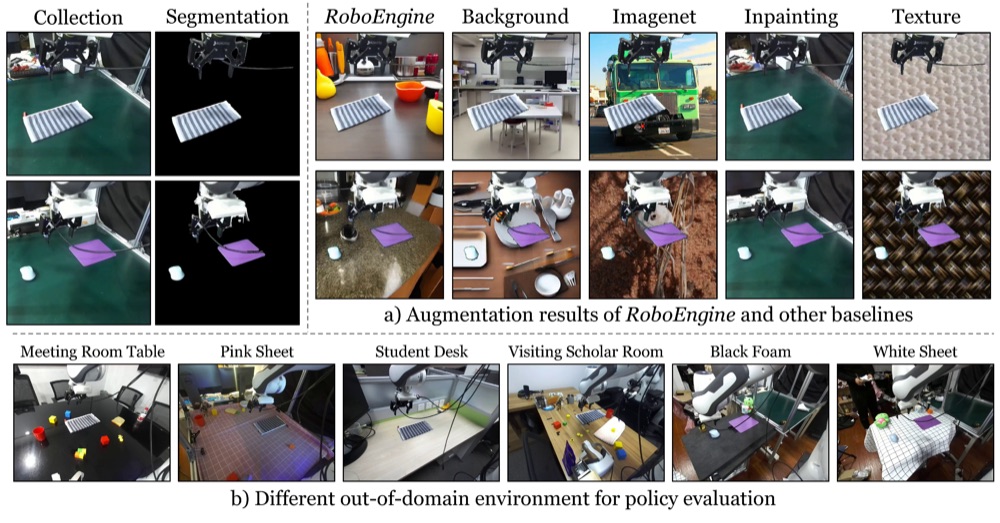 Collection Segmentation RoboEngine Background Imagenet Inpainting Texture
a) Augmentation results of RoboEngine and other baselines
Meeting Room Table Pink Sheet Student Desk Visiting Scholar Room Black Foam White Sheet
b) Different out-of-domain environment for policy evaluation